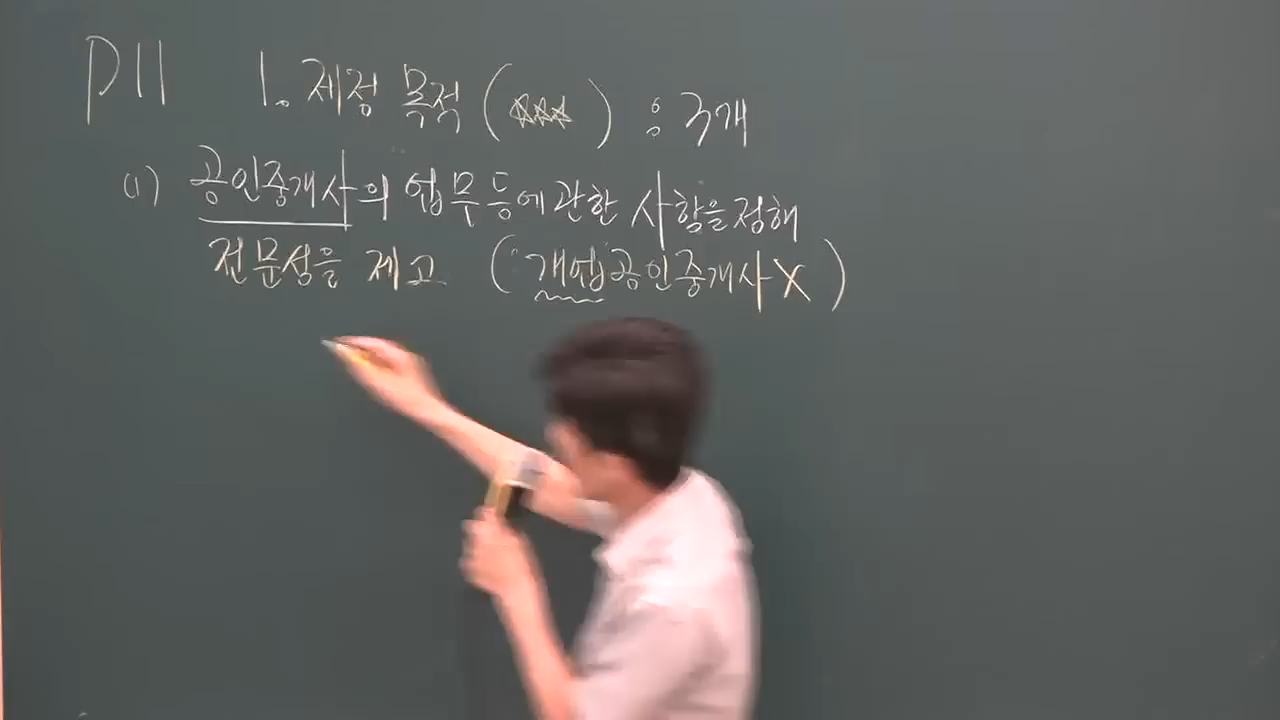 P11 1. 제정 목적 (☆☆☆) : 3개
(1) 공인중개사의 업무 등에 관한 사항을 정해
전문성을 제고 ("개업"공인중개사 X)